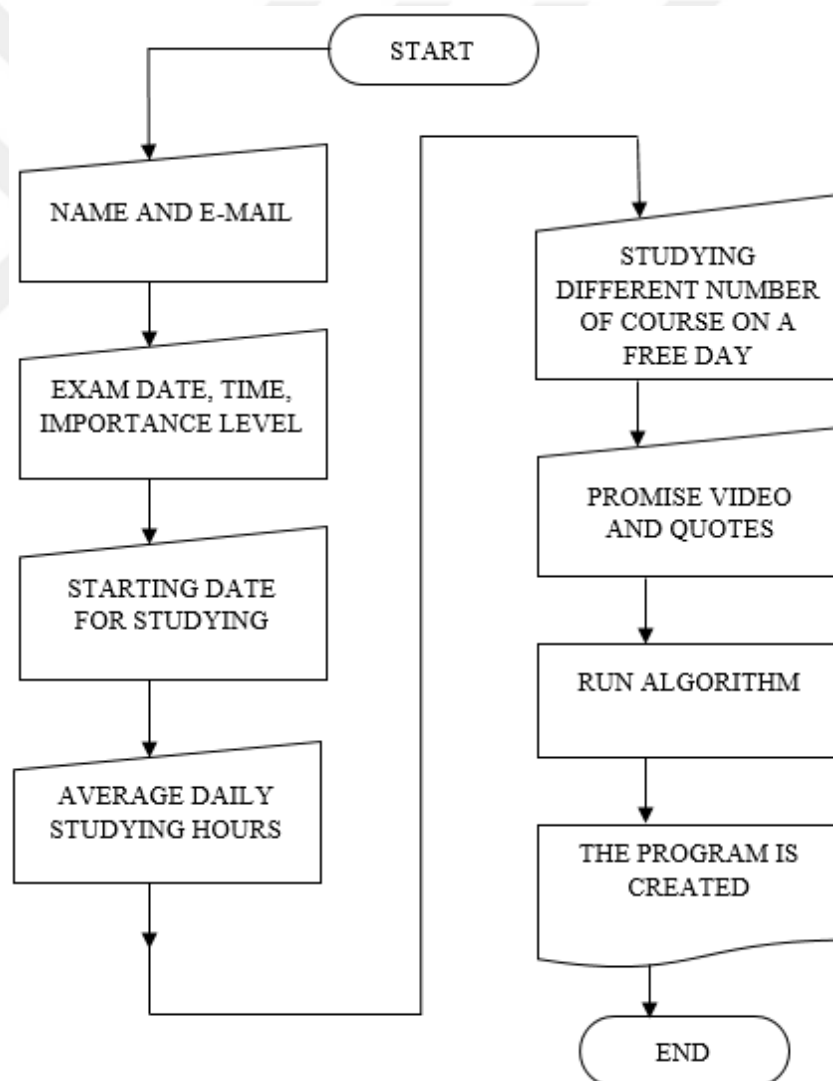 START
NAME AND E-MAIL
EXAM DATE, TIME,
IMPORTANCE LEVEL
STARTING DATE
FOR STUDYING
AVERAGE DAILY
STUDYING HOURS
STUDYING
DIFFERENT NUMBER
OF COURSE ON A
FREE DAY
PROMISE VIDEO
AND QUOTES
RUN ALGORITHM
THE PROGRAM IS
CREATED
END